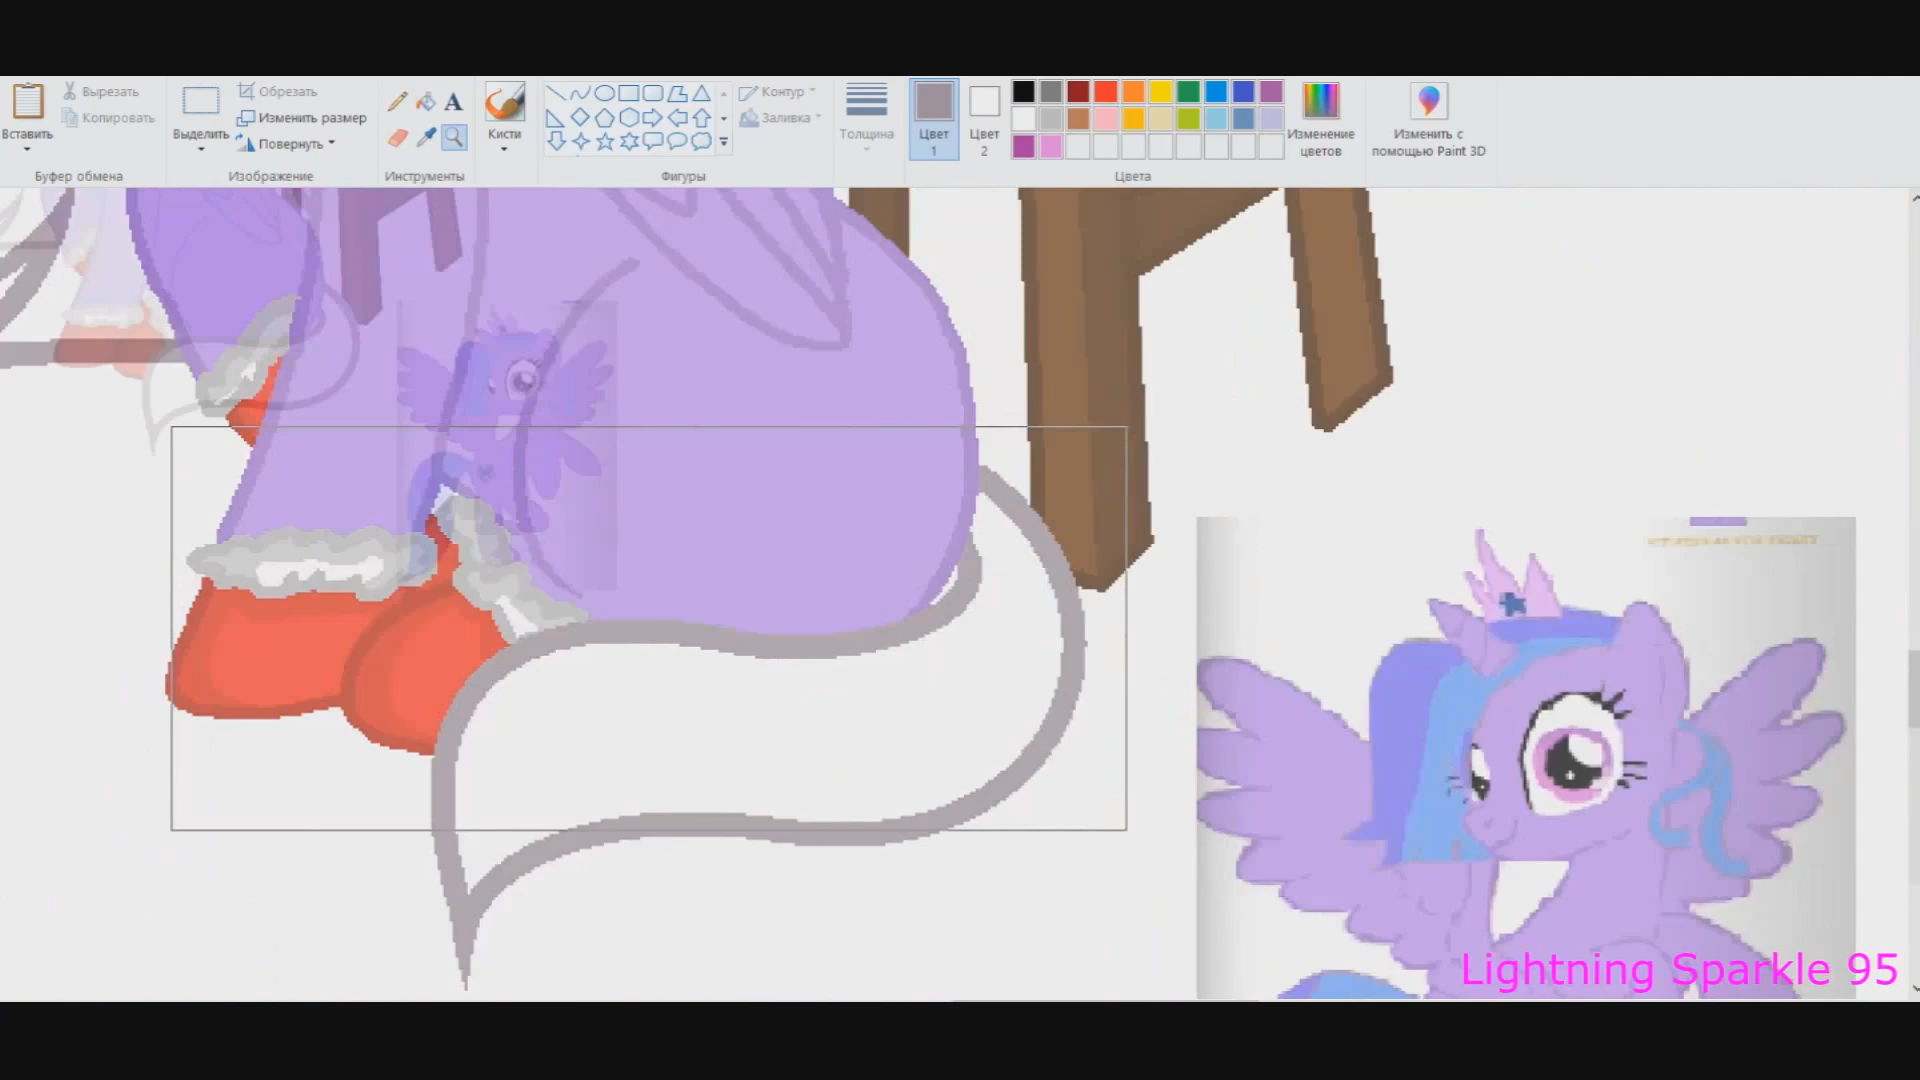 Вставить
Вырезать
Копировать
Буфер обмена
Выделить
Обрезать
Изменить размер
Повернуть
Изображение
A
Инструменты
Кисти
Фигуры
Контур
Заливка
Толщина
Цвет
1
Цвет
2
Цвета
Изменение
цветов
Изменить с
помощью Paint 3D
Lightning Sparkle 95